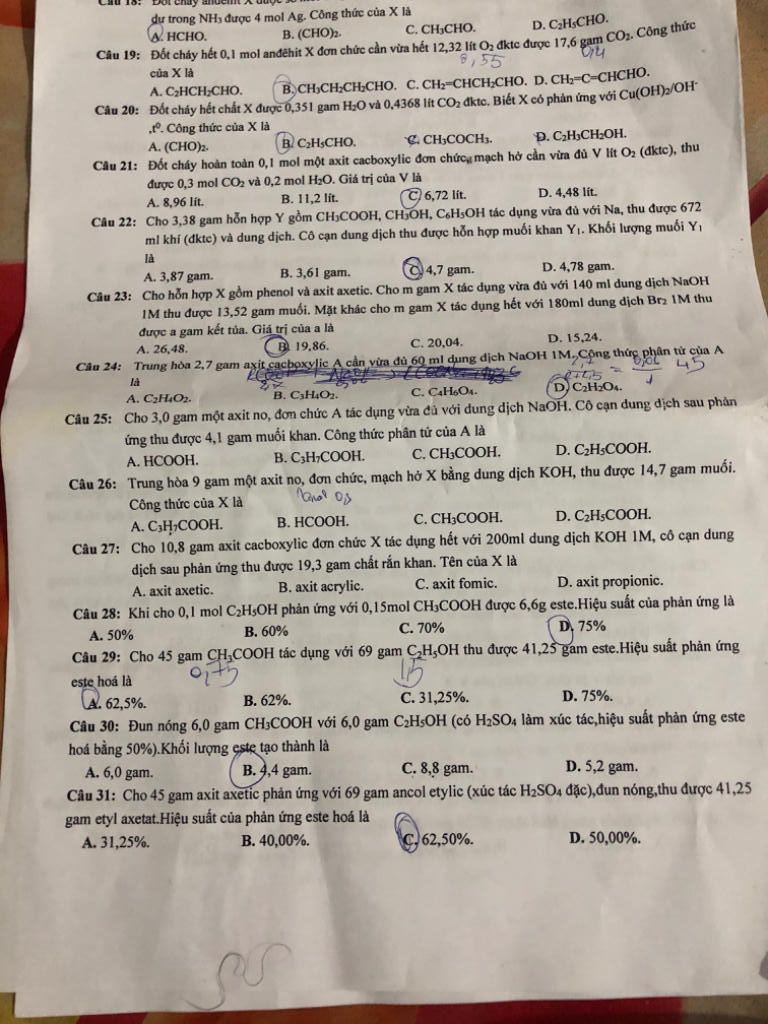 Câu 18: Đốt cháy anđehit X được số mol
dư trong NH₃ được 4 mol Ag. Công thức của X là
A. HCHO. B. (CHO)₂. C. CH₃CHO. D. C₂H₅CHO.
Câu 19: Đốt cháy hết 0,1 mol anđêhit X đơn chức cần vừa hết 12,32 lít O₂ đktc được 17,6 gam CO₂. Công thức
0,55 0,4
của X là
A. C₂HCH₂CHO. B. CH₃CH₂CH₂CHO. C. CH₂=CHCH₂CHO. D. CH₂=C=CHCHO.
Câu 20: Đốt cháy hết chất X được 0,351 gam H₂O và 0,4368 lít CO₂ đktc. Biết X có phản ứng với Cu(OH)₂/OH⁻
,t⁰. Công thức của X là
A. (CHO)₂. B. C₂H₅CHO. C. CH₃COCH₃. D. C₂H₃CH₂OH.
Câu 21: Đốt cháy hoàn toàn 0,1 mol một axit cacboxylic đơn chức, mạch hở cần vừa đủ V lít O₂ (đktc), thu
được 0,3 mol CO₂ và 0,2 mol H₂O. Giá trị của V là
A. 8,96 lít. B. 11,2 lít. C. 6,72 lít. D. 4,48 lít.
Câu 22: Cho 3,38 gam hỗn hợp Y gồm CH₃COOH, CH₃OH, C₆H₅OH tác dụng vừa đủ với Na, thu được 672
ml khí (đktc) và dung dịch. Cô cạn dung dịch thu được hỗn hợp muối khan Y₁. Khối lượng muối Y₁
là
A. 3,87 gam. B. 3,61 gam. C. 4,7 gam. D. 4,78 gam.
Câu 23: Cho hỗn hợp X gồm phenol và axit axetic. Cho m gam X tác dụng vừa đủ với 140 ml dung dịch NaOH
1M thu được 13,52 gam muối. Mặt khác cho m gam X tác dụng hết với 180ml dung dịch Br₂ 1M thu
được a gam kết tủa. Giá trị của a là
A. 26,48. B. 19,86. C. 20,04. D. 15,24.
Câu 24: Trung hòa 2,7 gam axit cacboxylic A cần vừa đủ 60 ml dung dịch NaOH 1M. Công thức phân tử của A
là
A. C₂H₄O₂. B. C₃H₄O₂. C. C₄H₆O₄. D. C₂H₂O₄.
Câu 25: Cho 3,0 gam một axit no, đơn chức A tác dụng vừa đủ với dung dịch NaOH. Cô cạn dung dịch sau phản
ứng thu được 4,1 gam muối khan. Công thức phân tử của A là
A. HCOOH. B. C₃H₇COOH. C. CH₃COOH. D. C₂H₅COOH.
Câu 26: Trung hòa 9 gam một axit no, đơn chức, mạch hở X bằng dung dịch KOH, thu được 14,7 gam muối.
Công thức của X là
A. C₃H₇COOH. B. HCOOH. C. CH₃COOH. D. C₂H₅COOH.
Câu 27: Cho 10,8 gam axit cacboxylic đơn chức X tác dụng hết với 200ml dung dịch KOH 1M, cô cạn dung
dịch sau phản ứng thu được 19,3 gam chất rắn khan. Tên của X là
A. axit axetic. B. axit acrylic. C. axit fomic. D. axit propionic.
Câu 28: Khi cho 0,1 mol C₂H₅OH phản ứng với 0,15mol CH₃COOH được 6,6g este.Hiệu suất của phản ứng là
A. 50% B. 60% C. 70% D. 75%
Câu 29: Cho 45 gam CH₃COOH tác dụng với 69 gam C₂H₅OH thu được 41,25 gam este.Hiệu suất phản ứng
0,75 1,5
este hoá là
A. 62,5%. B. 62%. C. 31,25%. D. 75%.
Câu 30: Đun nóng 6,0 gam CH₃COOH với 6,0 gam C₂H₅OH (có H₂SO₄ làm xúc tác,hiệu suất phản ứng este
hoá bằng 50%).Khối lượng este tạo thành là
A. 6,0 gam. B. 4,4 gam. C. 8,8 gam. D. 5,2 gam.
Câu 31: Cho 45 gam axit axetic phản ứng với 69 gam ancol etylic (xúc tác H₂SO₄ đặc),đun nóng,thu được 41,25
gam etyl axetat.Hiệu suất của phản ứng este hoá là
A. 31,25%. B. 40,00%. C. 62,50%. D. 50,00%.